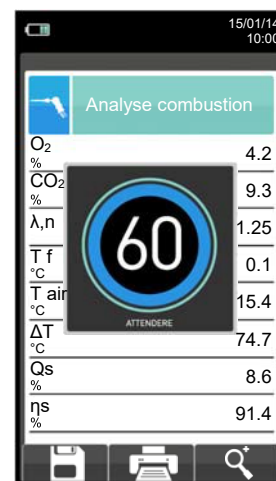 15/01/14
10:00
Analyse combustion
O₂
% 4.2
CO₂
% 9.3
λ,n 1.25
60
T f
°C 0.1
T air
°C 15.4
ATTENDERE
ΔT
°C 74.7
Qs
% 8.6
ηs
% 91.4